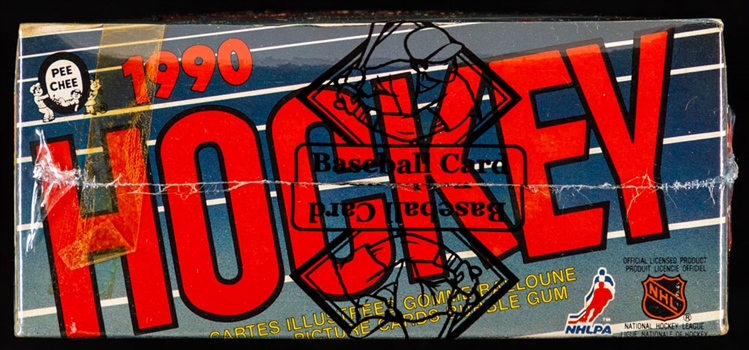 O
PEE
CHEE
1990
HOCKEY
Baseball Card
Baseball
Card
CARTES ILLUSTRÉES GOMME BALLOUNE
PICTURE CARDS BUBBLE GUM
OFFICIAL LICENSED PRODUCT
PRODUIT LICENCIÉ OFFICIEL
NHLPA
TM
NHL
®
NATIONAL HOCKEY LEAGUE
LIGUE NATIONALE DE HOCKEY